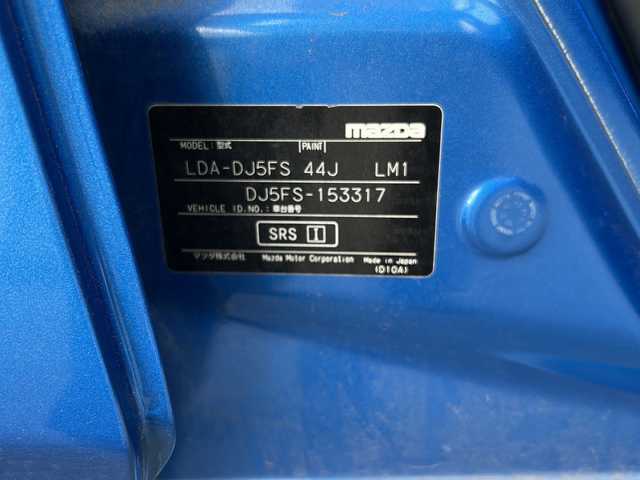 mazda
MODEL:型式 PAINT
LDA-DJ5FS 44J LM1
DJ5FS-153317
VEHICLE ID.NO.:車台番号
SRS I
マツダ株式会社 Mazda Motor Corporation Made in Japan
(D10A)